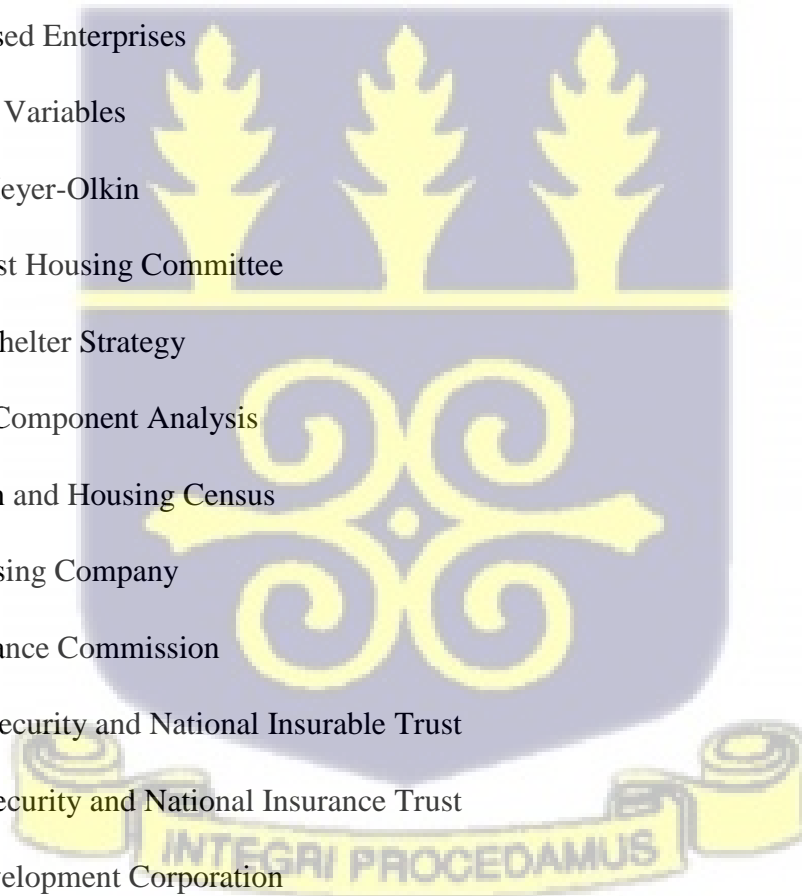 sed Enterprises
Variables
eyer-Olkin
st Housing Committee
helter Strategy
Component Analysis
n and Housing Census
sing Company
ance Commission
ecurity and National Insurable Trust
ecurity and National Insurance Trust
INTEGRI PROCEDAMUS
velopment Corporation